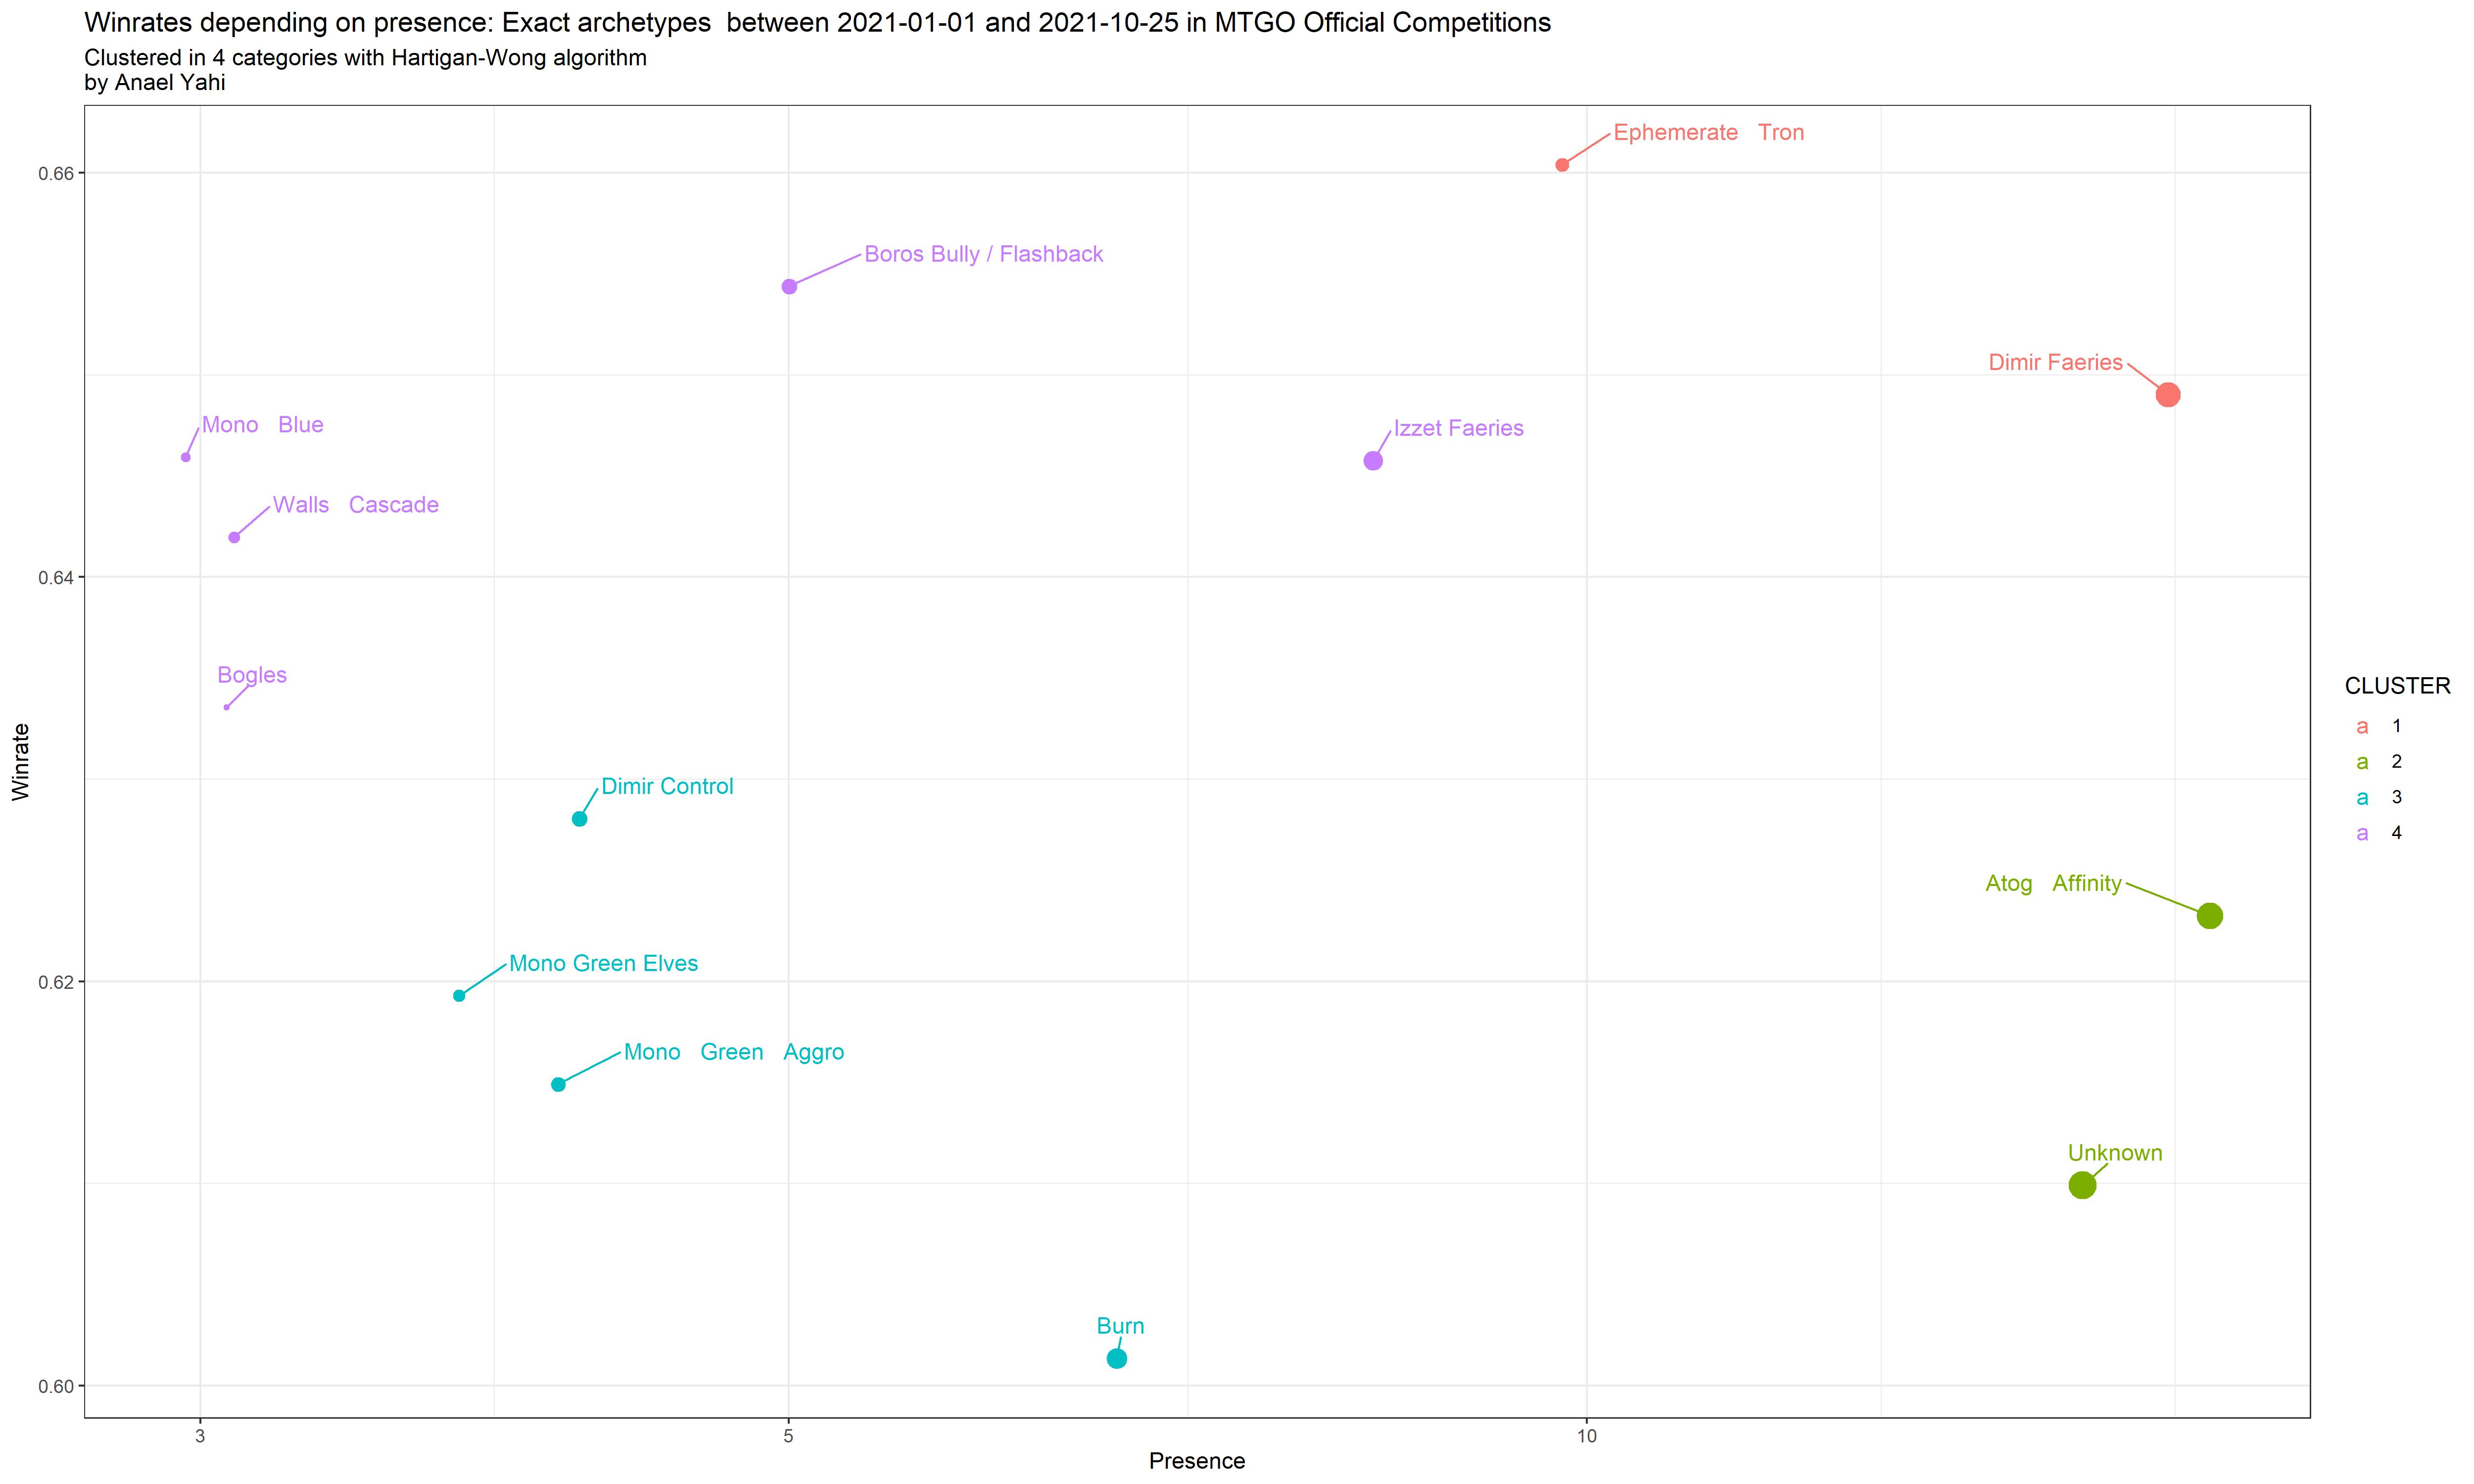 Winrates depending on presence: Exact archetypes  between 2021-01-01 and 2021-10-25 in MTGO Official Competitions
Clustered in 4 categories with Hartigan-Wong algorithm
by Anael Yahi
Ephemerate   Tron
0.66
Boros Bully / Flashback
Dimir Faeries
Mono   Blue
Izzet Faeries
Walls   Cascade
0.64
Bogles
CLUSTER
a 1
a 2
a 3
a 4
Winrate
Dimir Control
Atog   Affinity
Mono Green Elves
0.62
Mono   Green   Aggro
Unknown
Burn
0.60
3
5
10
Presence